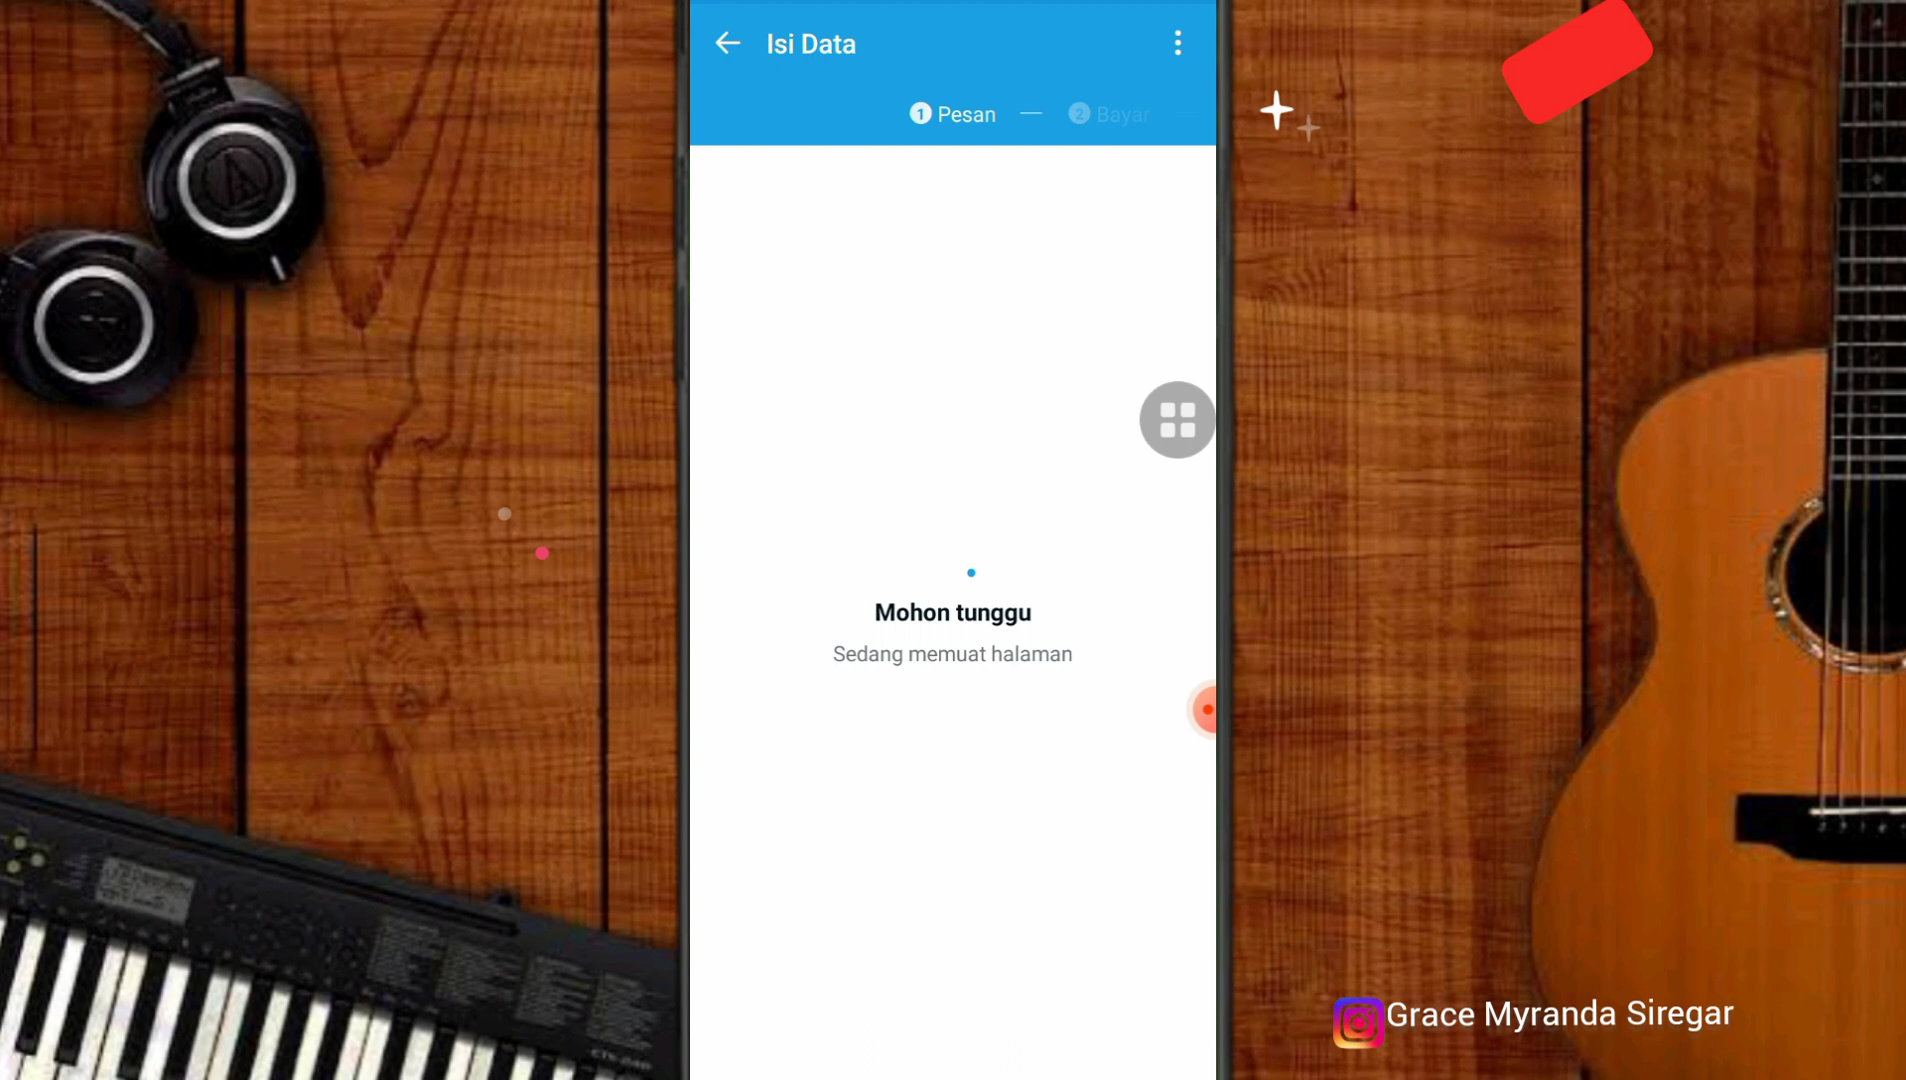 Isi Data
1 Pesan — 2 Bayar
Mohon tunggu
Sedang memuat halaman
Grace Myranda Siregar